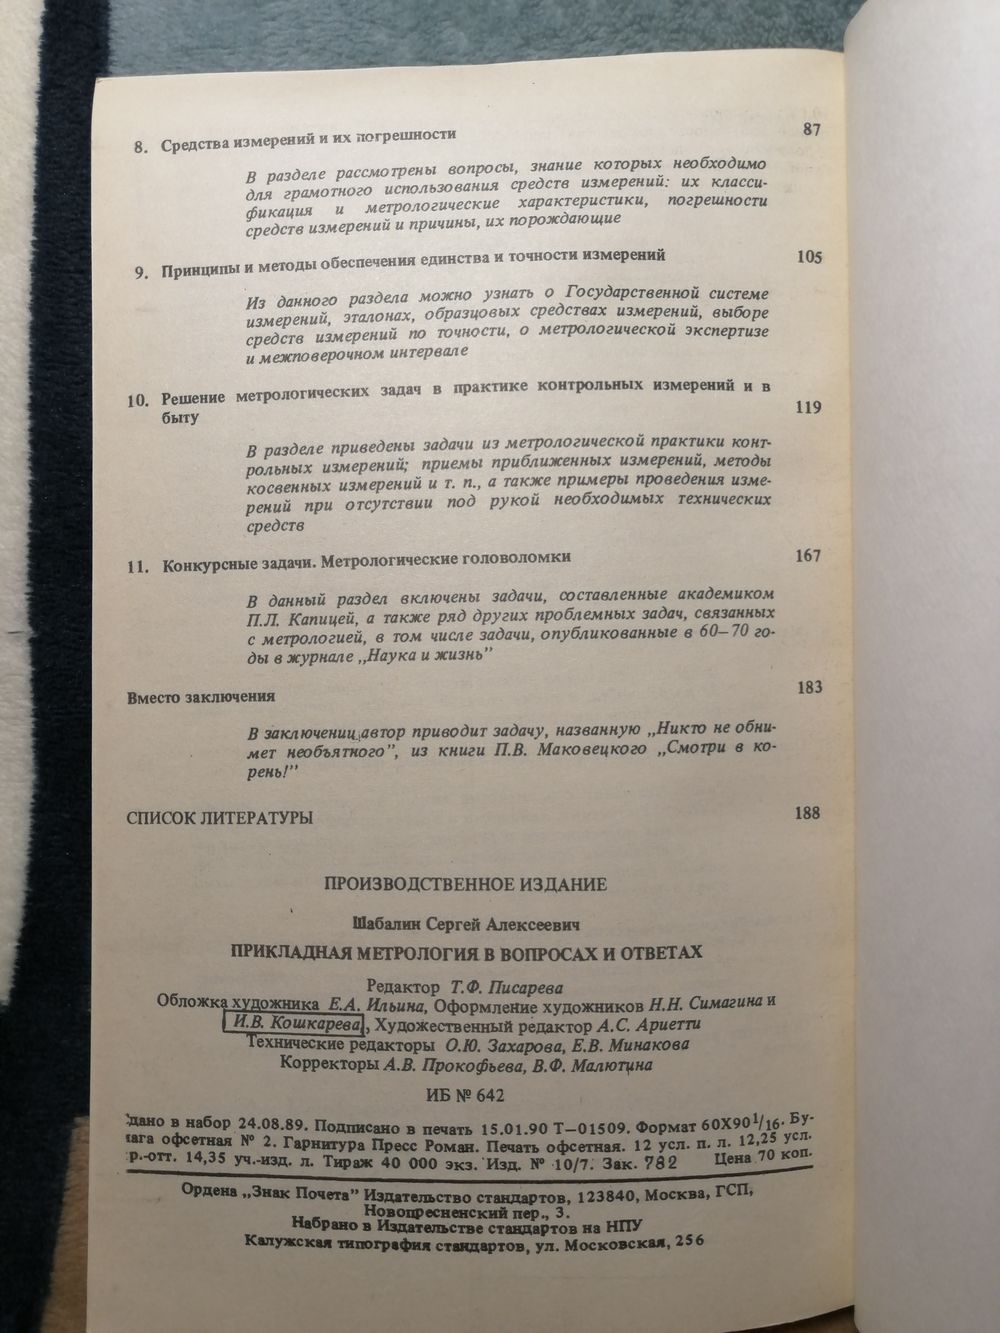 8. Средства измерений и их погрешности 87
В разделе рассмотрены вопросы, знание которых необходимо
для грамотного использования средств измерений: их класси-
фикация и метрологические характеристики, погрешности
средств измерений и причины, их порождающие
9. Принципы и методы обеспечения единства и точности измерений 105
Из данного раздела можно узнать о Государственной системе
измерений, эталонах, образцовых средствах измерений, выборе
средств измерений по точности, о метрологической экспертизе
и межповерочном интервале
10. Решение метрологических задач в практике контрольных измерений и в
быту 119
В разделе приведены задачи из метрологической практики конт-
рольных измерений; приемы приближенных измерений, методы
косвенных измерений и т. п., а также примеры проведения изме-
рений при отсутствии под рукой необходимых технических
средств
11. Конкурсные задачи. Метрологические головоломки 167
В данный раздел включены задачи, составленные академиком
П.Л. Капицей, а также ряд других проблемных задач, связанных
с метрологией, в том числе задачи, опубликованные в 60–70 го-
ды в журнале „Наука и жизнь”
Вместо заключения 183
В заключении автор приводит задачу, названную „Никто не обни-
мет необъятного”, из книги П.В. Маковецкого „Смотри в ко-
рень!”
СПИСОК ЛИТЕРАТУРЫ 188
ПРОИЗВОДСТВЕННОЕ ИЗДАНИЕ
Шабалин Сергей Алексеевич
ПРИКЛАДНАЯ МЕТРОЛОГИЯ В ВОПРОСАХ И ОТВЕТАХ
Редактор Т.Ф. Писарева
Обложка художника Е.А. Ильина, Оформление художников Н.Н. Симагина и
И.В. Кошкарева, Художественный редактор А.С. Ариетти
Технические редакторы О.Ю. Захарова, Е.В. Минакова
Корректоры А.В. Прокофьева, В.Ф. Малютина
ИБ № 642
дано в набор 24.08.89. Подписано в печать 15.01.90 Т–01509. Формат 60Х90 1/16. Бу-
мага офсетная № 2. Гарнитура Пресс Роман. Печать офсетная. 12 усл. п. л. 12,25 усл.
р.-отт. 14,35 уч.-изд. л. Тираж 40 000 экз. Изд. № 10/7. Зак. 782 Цена 70 коп.
Ордена „Знак Почета” Издательство стандартов, 123840, Москва, ГСП,
Новопресненский пер., 3.
Набрано в Издательстве стандартов на НПУ
Калужская типография стандартов, ул. Московская, 256